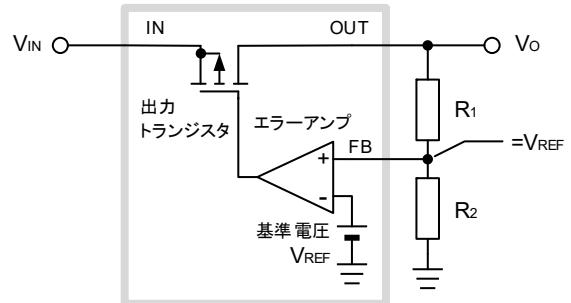 IN
OUT
VIN
VO
出力
トランジスタ
エラーアンプ
R1
FB
=VREF
+
-
R2
基準電圧
VREF